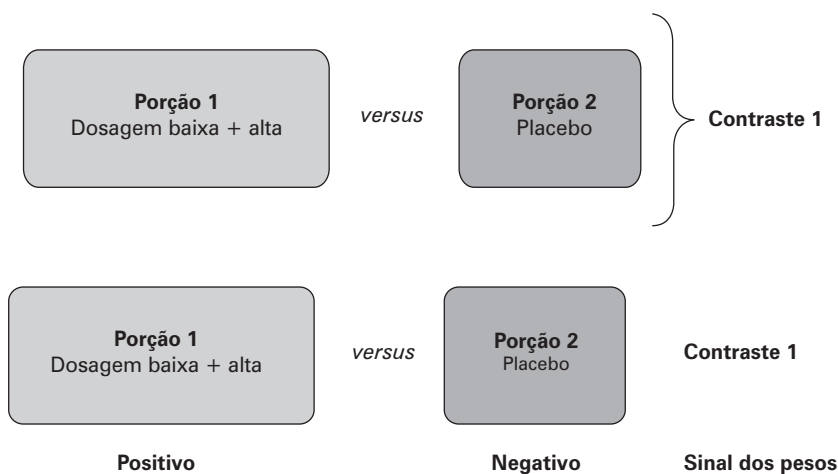 Porção 1
Dosagem baixa + alta
versus
Porção 2
Placebo
Contraste 1
Porção 1
Dosagem baixa + alta
versus
Porção 2
Placebo
Contraste 1
Positivo
Negativo
Sinal dos pesos